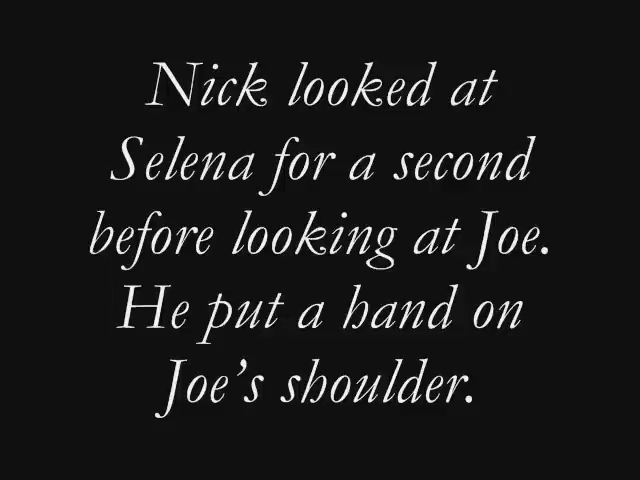 Nick looked at
Selena for a second
before looking at Joe.
He put a hand on
Joe's shoulder.